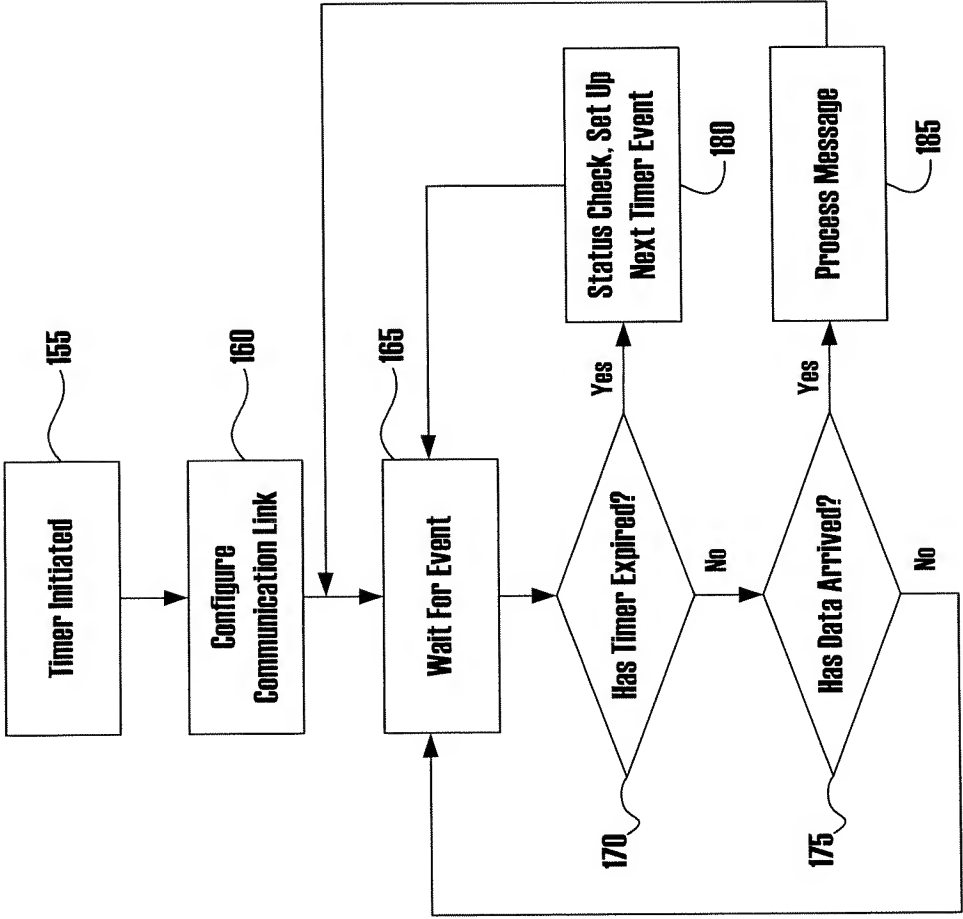 Timer Initiated
155
Configure
Communication Link
160
Wait For Event
165
Has Timer Expired?
170
Yes
No
Status Check, Set Up
Next Timer Event
180
Has Data Arrived?
175
Yes
No
Process Message
185